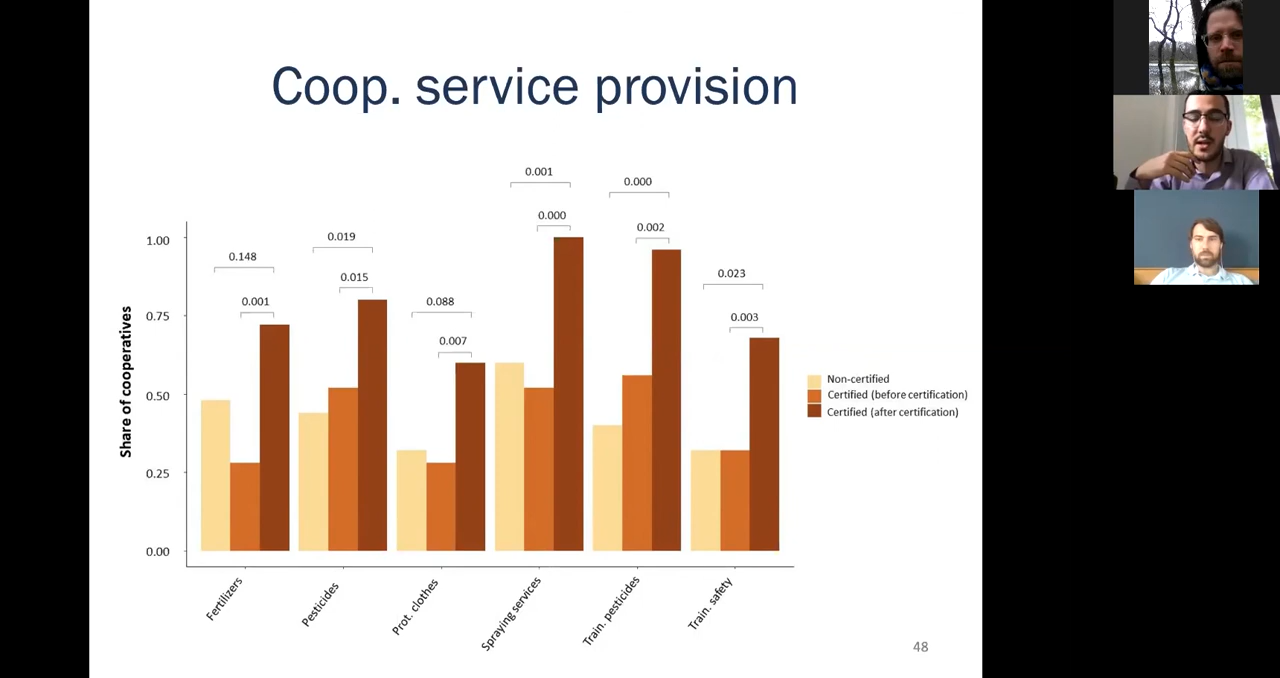 Coop. service provision
0.001
0.000
0.000
0.002
0.019
0.015
0.148
0.001
0.088
0.007
0.023
0.003
1.00
0.75
0.50
0.25
0.00
Share of cooperatives
Non-certified
Certified (before certification)
Certified (after certification)
Fertilizers
Pesticides
Prot. clothes
Spraying services
Train. pesticides
Train. safety
48